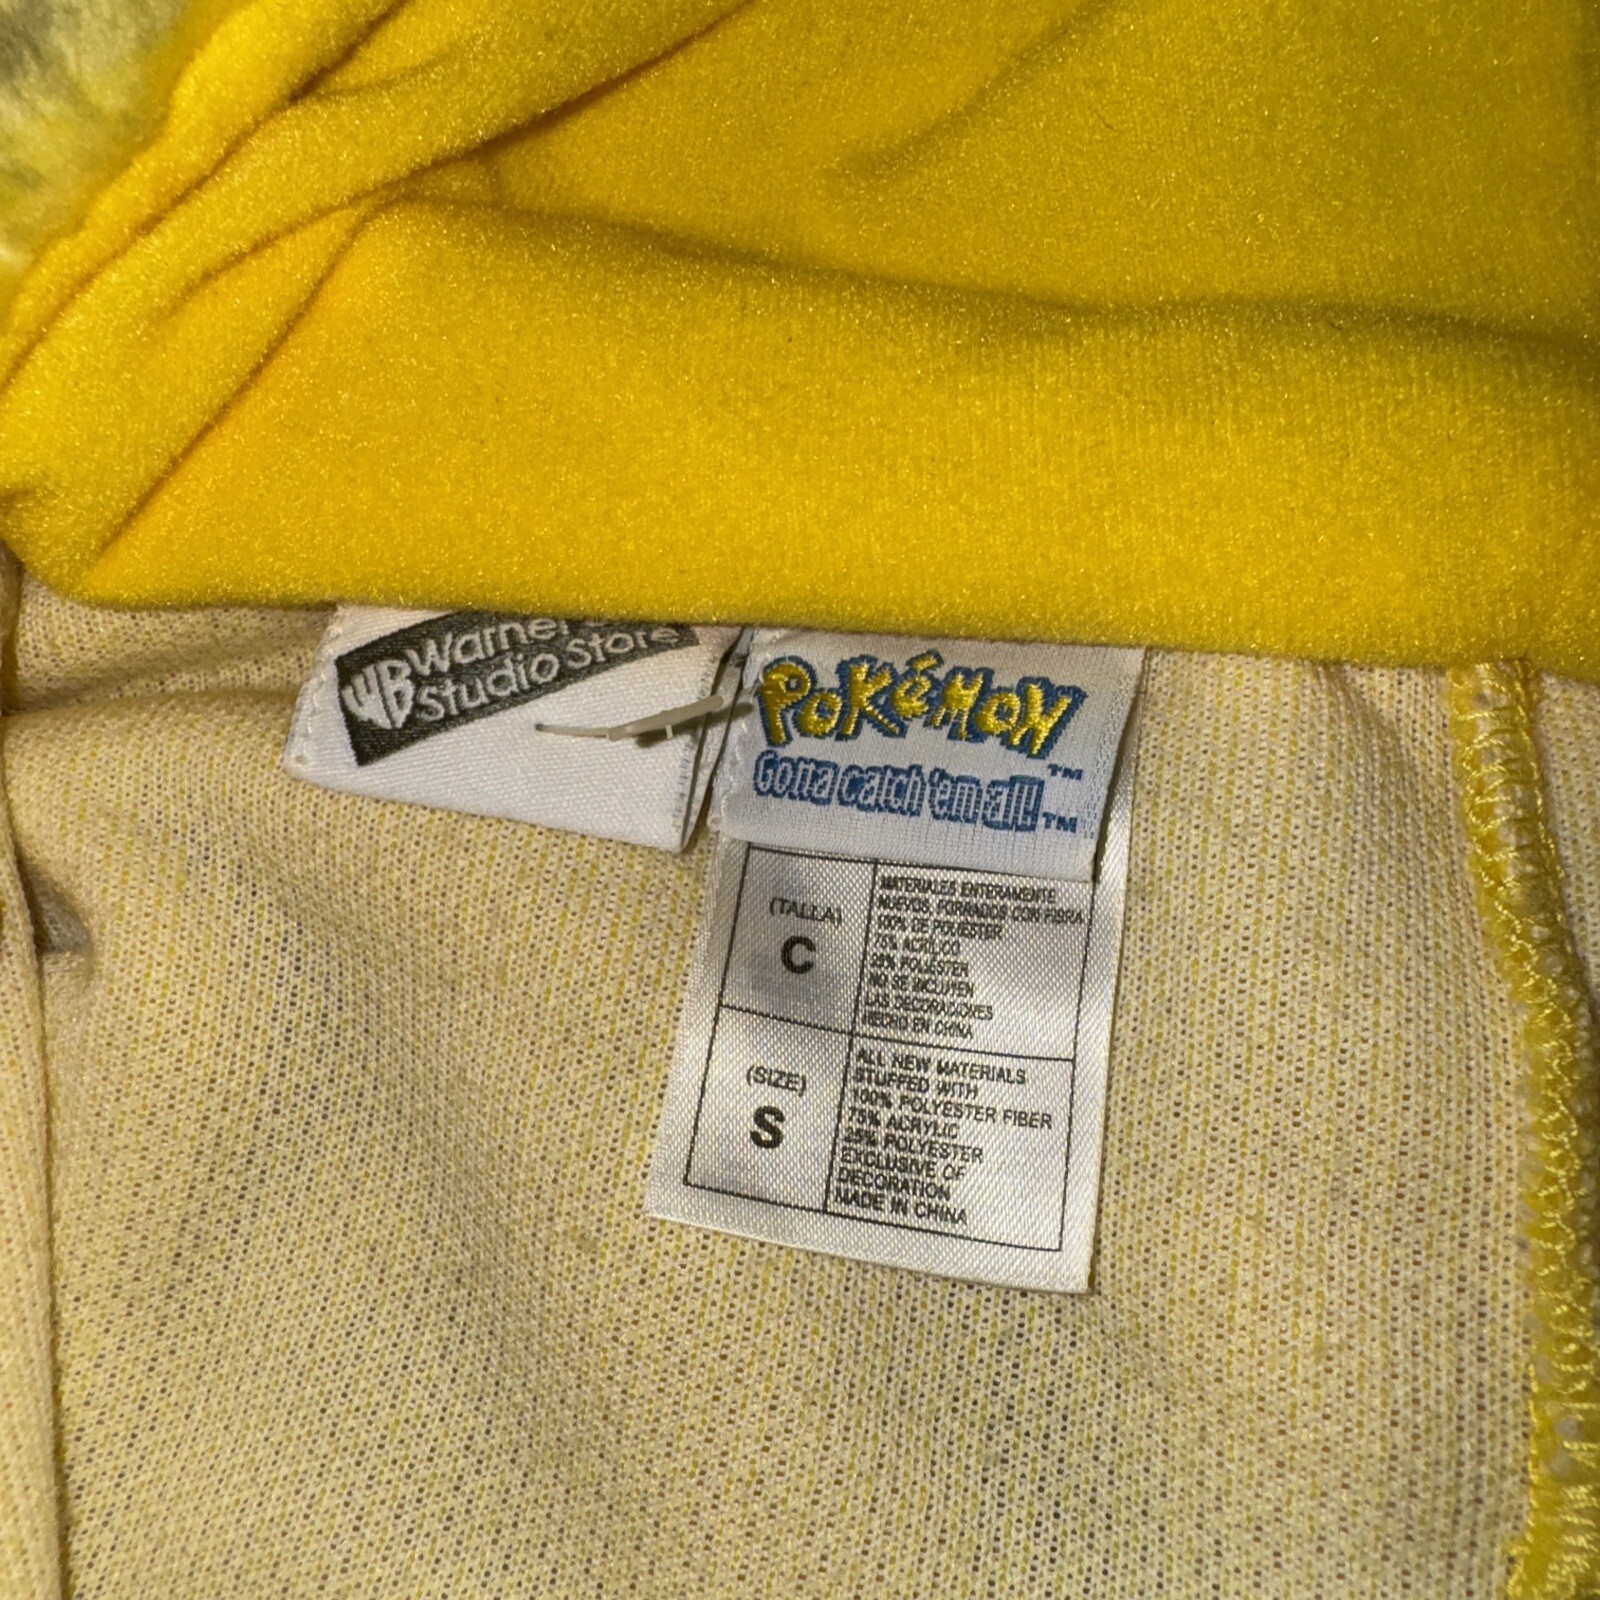 WB Warner
Studio Store
POKéMON™
Gotta catch 'em all!™
(TALLA)
C
MATERIALES ENTERAMENTE
NUEVOS, FORRADOS CON FIBRA
100% DE POLIESTER
75% ACRILICO
25% POLIESTER
NO SE INCLUYEN
LAS DECORACIONES
HECHO EN CHINA
(SIZE)
S
ALL NEW MATERIALS
STUFFED WITH
100% POLYESTER FIBER
75% ACRYLIC
25% POLYESTER
EXCLUSIVE OF
DECORATION
MADE IN CHINA